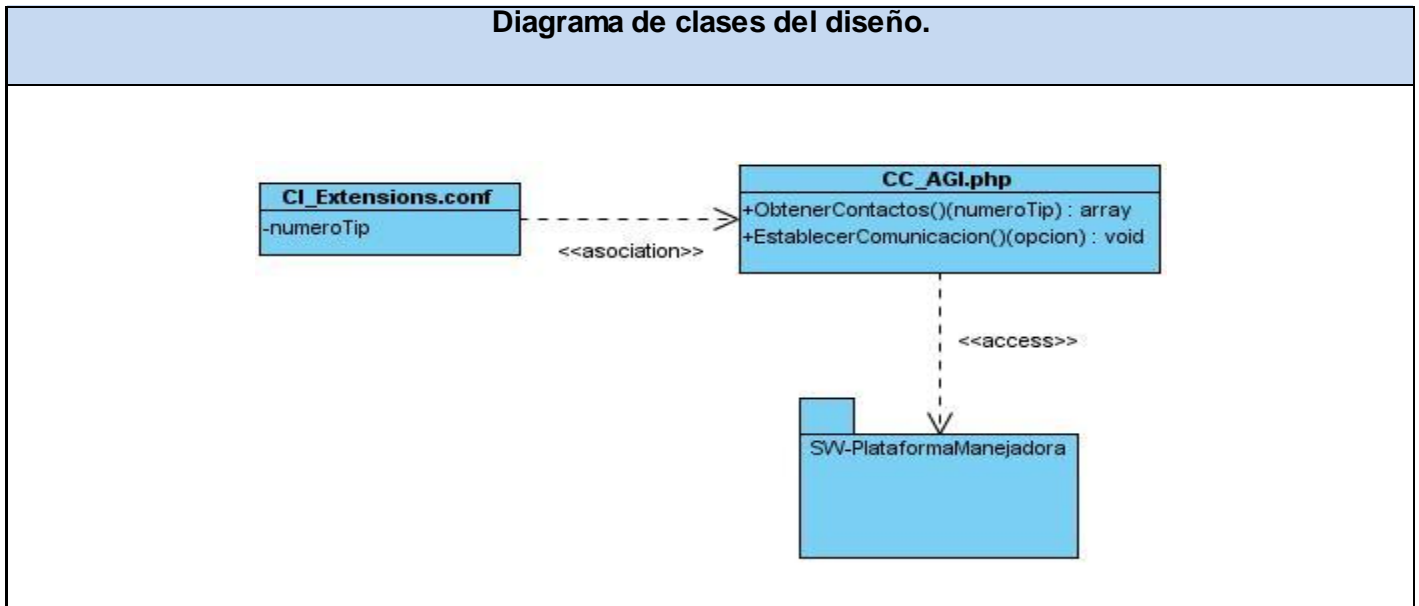 Diagrama de clases del diseño.
CI_Extensions.conf
-numeroTip
<<asociation>>
CC_AGI.php
+ObtenerContactos()(numeroTip) : array
+EstablecerComunicacion()(opcion) : void
<<access>>
SW-PlataformaManejadora